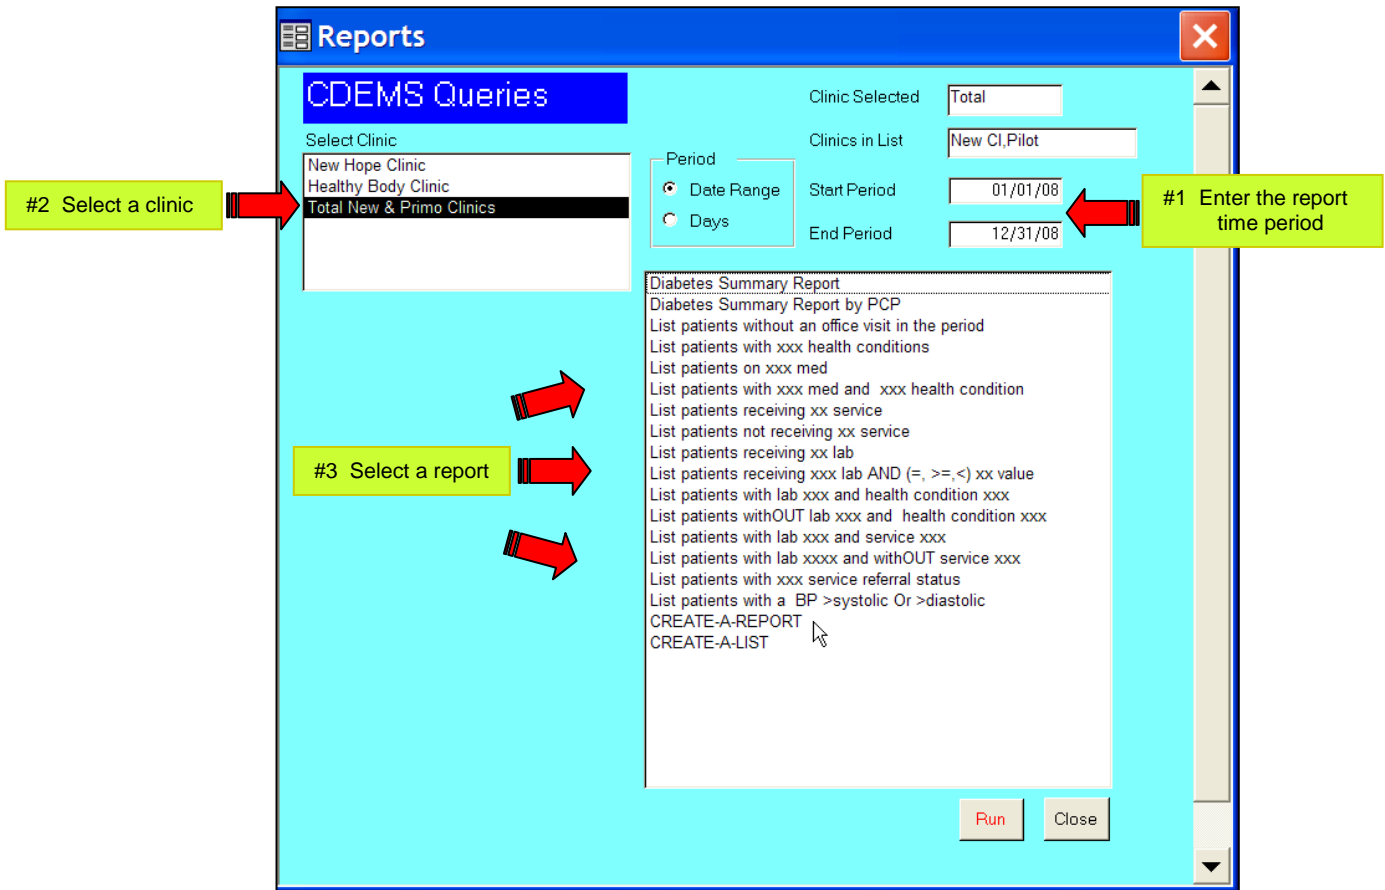 Reports
CDEMS Queries
Clinic Selected Total
Select Clinic
Clinics in List New Cl,Pilot
New Hope Clinic
Healthy Body Clinic
Total New & Primo Clinics
Period
Date Range
Days
Start Period 01/01/08
End Period 12/31/08
#2 Select a clinic
#1 Enter the report
time period
Diabetes Summary Report
Diabetes Summary Report by PCP
List patients without an office visit in the period
List patients with xxx health conditions
List patients on xxx med
List patients with xxx med and xxx health condition
List patients receiving xx service
List patients not receiving xx service
List patients receiving xx lab
List patients receiving xxx lab AND (=, >=,<) xx value
List patients with lab xxx and health condition xxx
List patients withOUT lab xxx and health condition xxx
List patients with lab xxx and service xxx
List patients with lab xxxx and withOUT service xxx
List patients with xxx service referral status
List patients with a BP >systolic Or >diastolic
CREATE-A-REPORT
CREATE-A-LIST
#3 Select a report
Run
Close